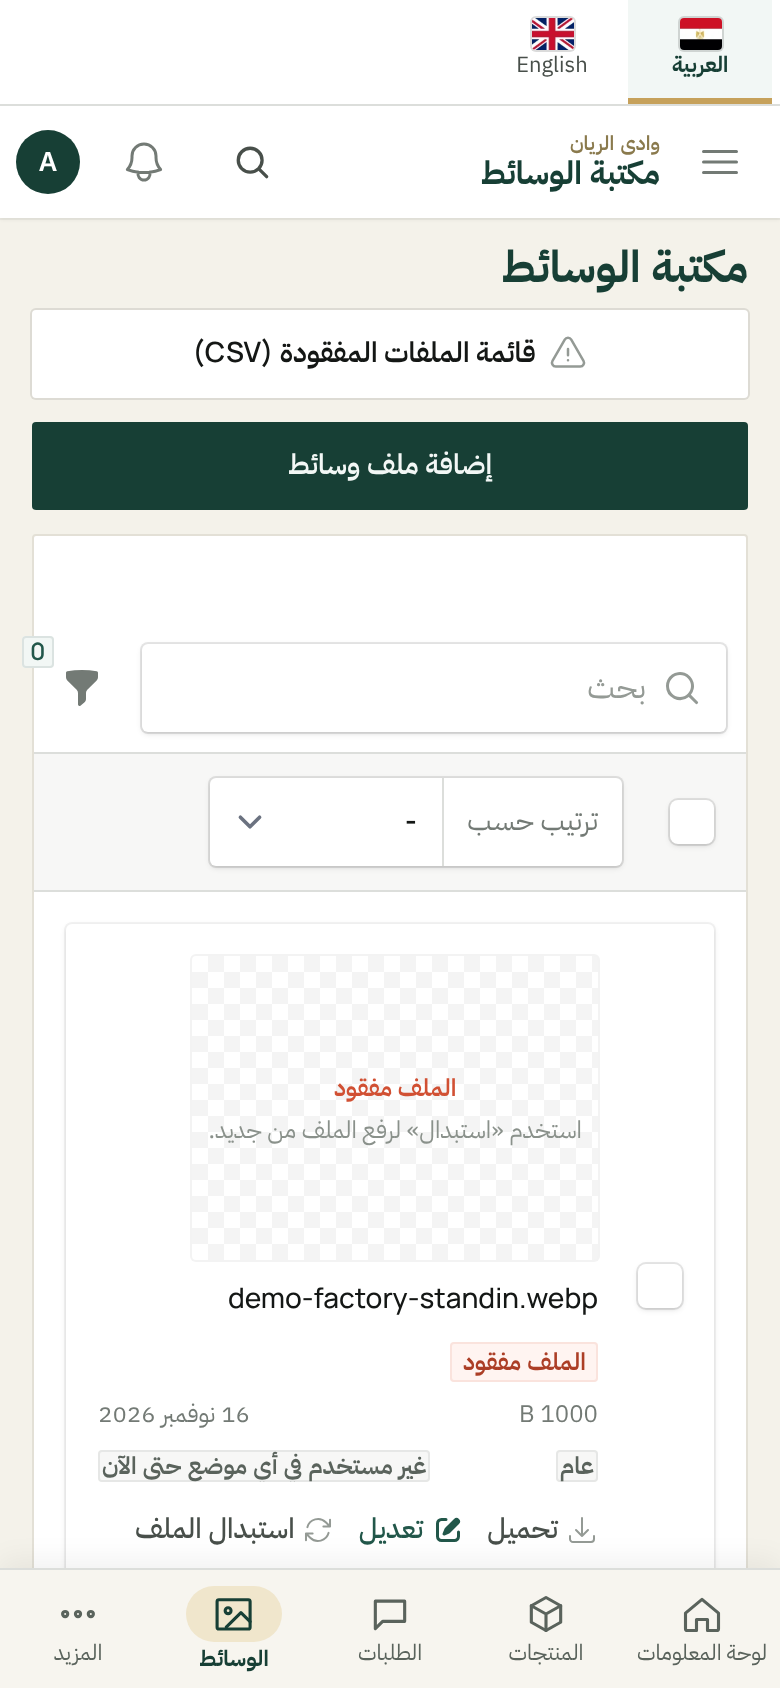 العربية
English
وادي الريان
مكتبة الوسائط
A
مكتبة الوسائط
قائمة الملفات المفقودة (CSV)
إضافة ملف وسائط
0
بحث
ترتيب حسب
-
الملف مفقود
استخدم «استبدال» لرفع الملف من جديد.
demo-factory-standin.webp
الملف مفقود
1000 B
16 نوفمبر 2026
عام
غير مستخدم في أي موضع حتى الآن
تحميل
تعديل
استبدال الملف
لوحة المعلومات
المنتجات
الطلبات
الوسائط
المزيد